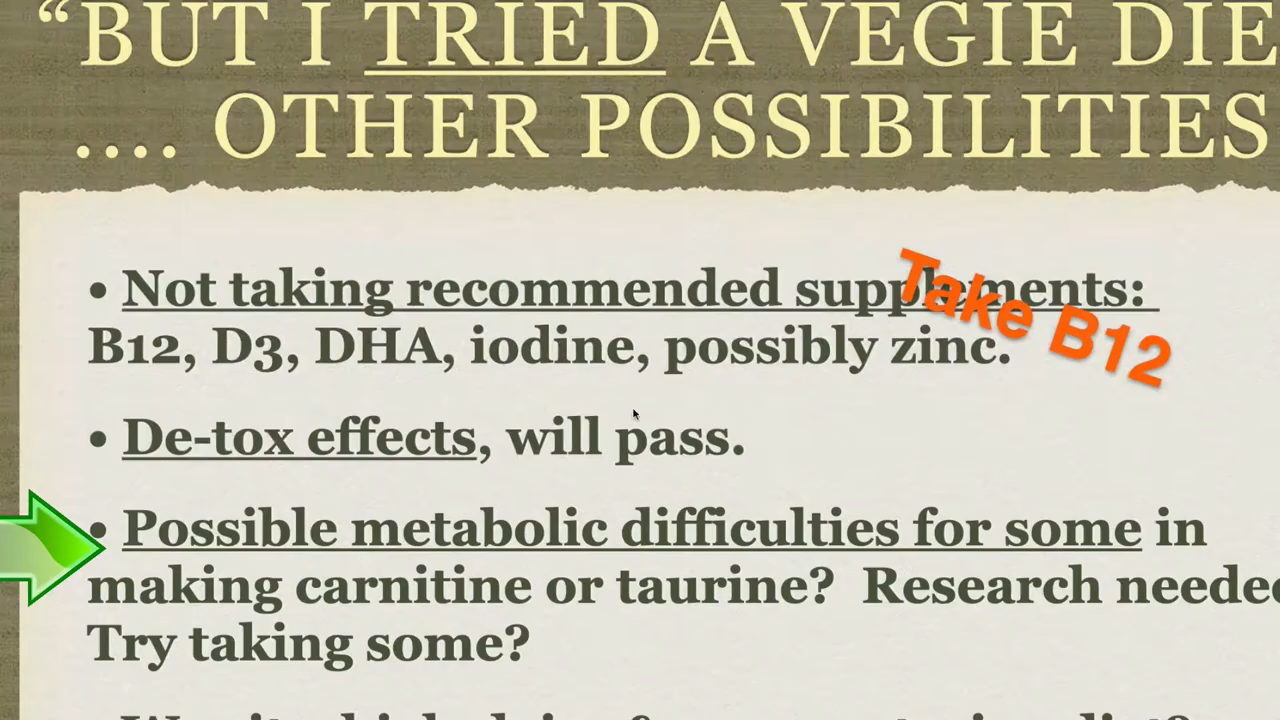 “BUT I TRIED A VEGIE DIE
.... OTHER POSSIBILITIES
• Not taking recommended supplements:
Take B12
B12, D3, DHA, iodine, possibly zinc.
• De-tox effects, will pass.
• Possible metabolic difficulties for some in
making carnitine or taurine? Research neede
Try taking some?